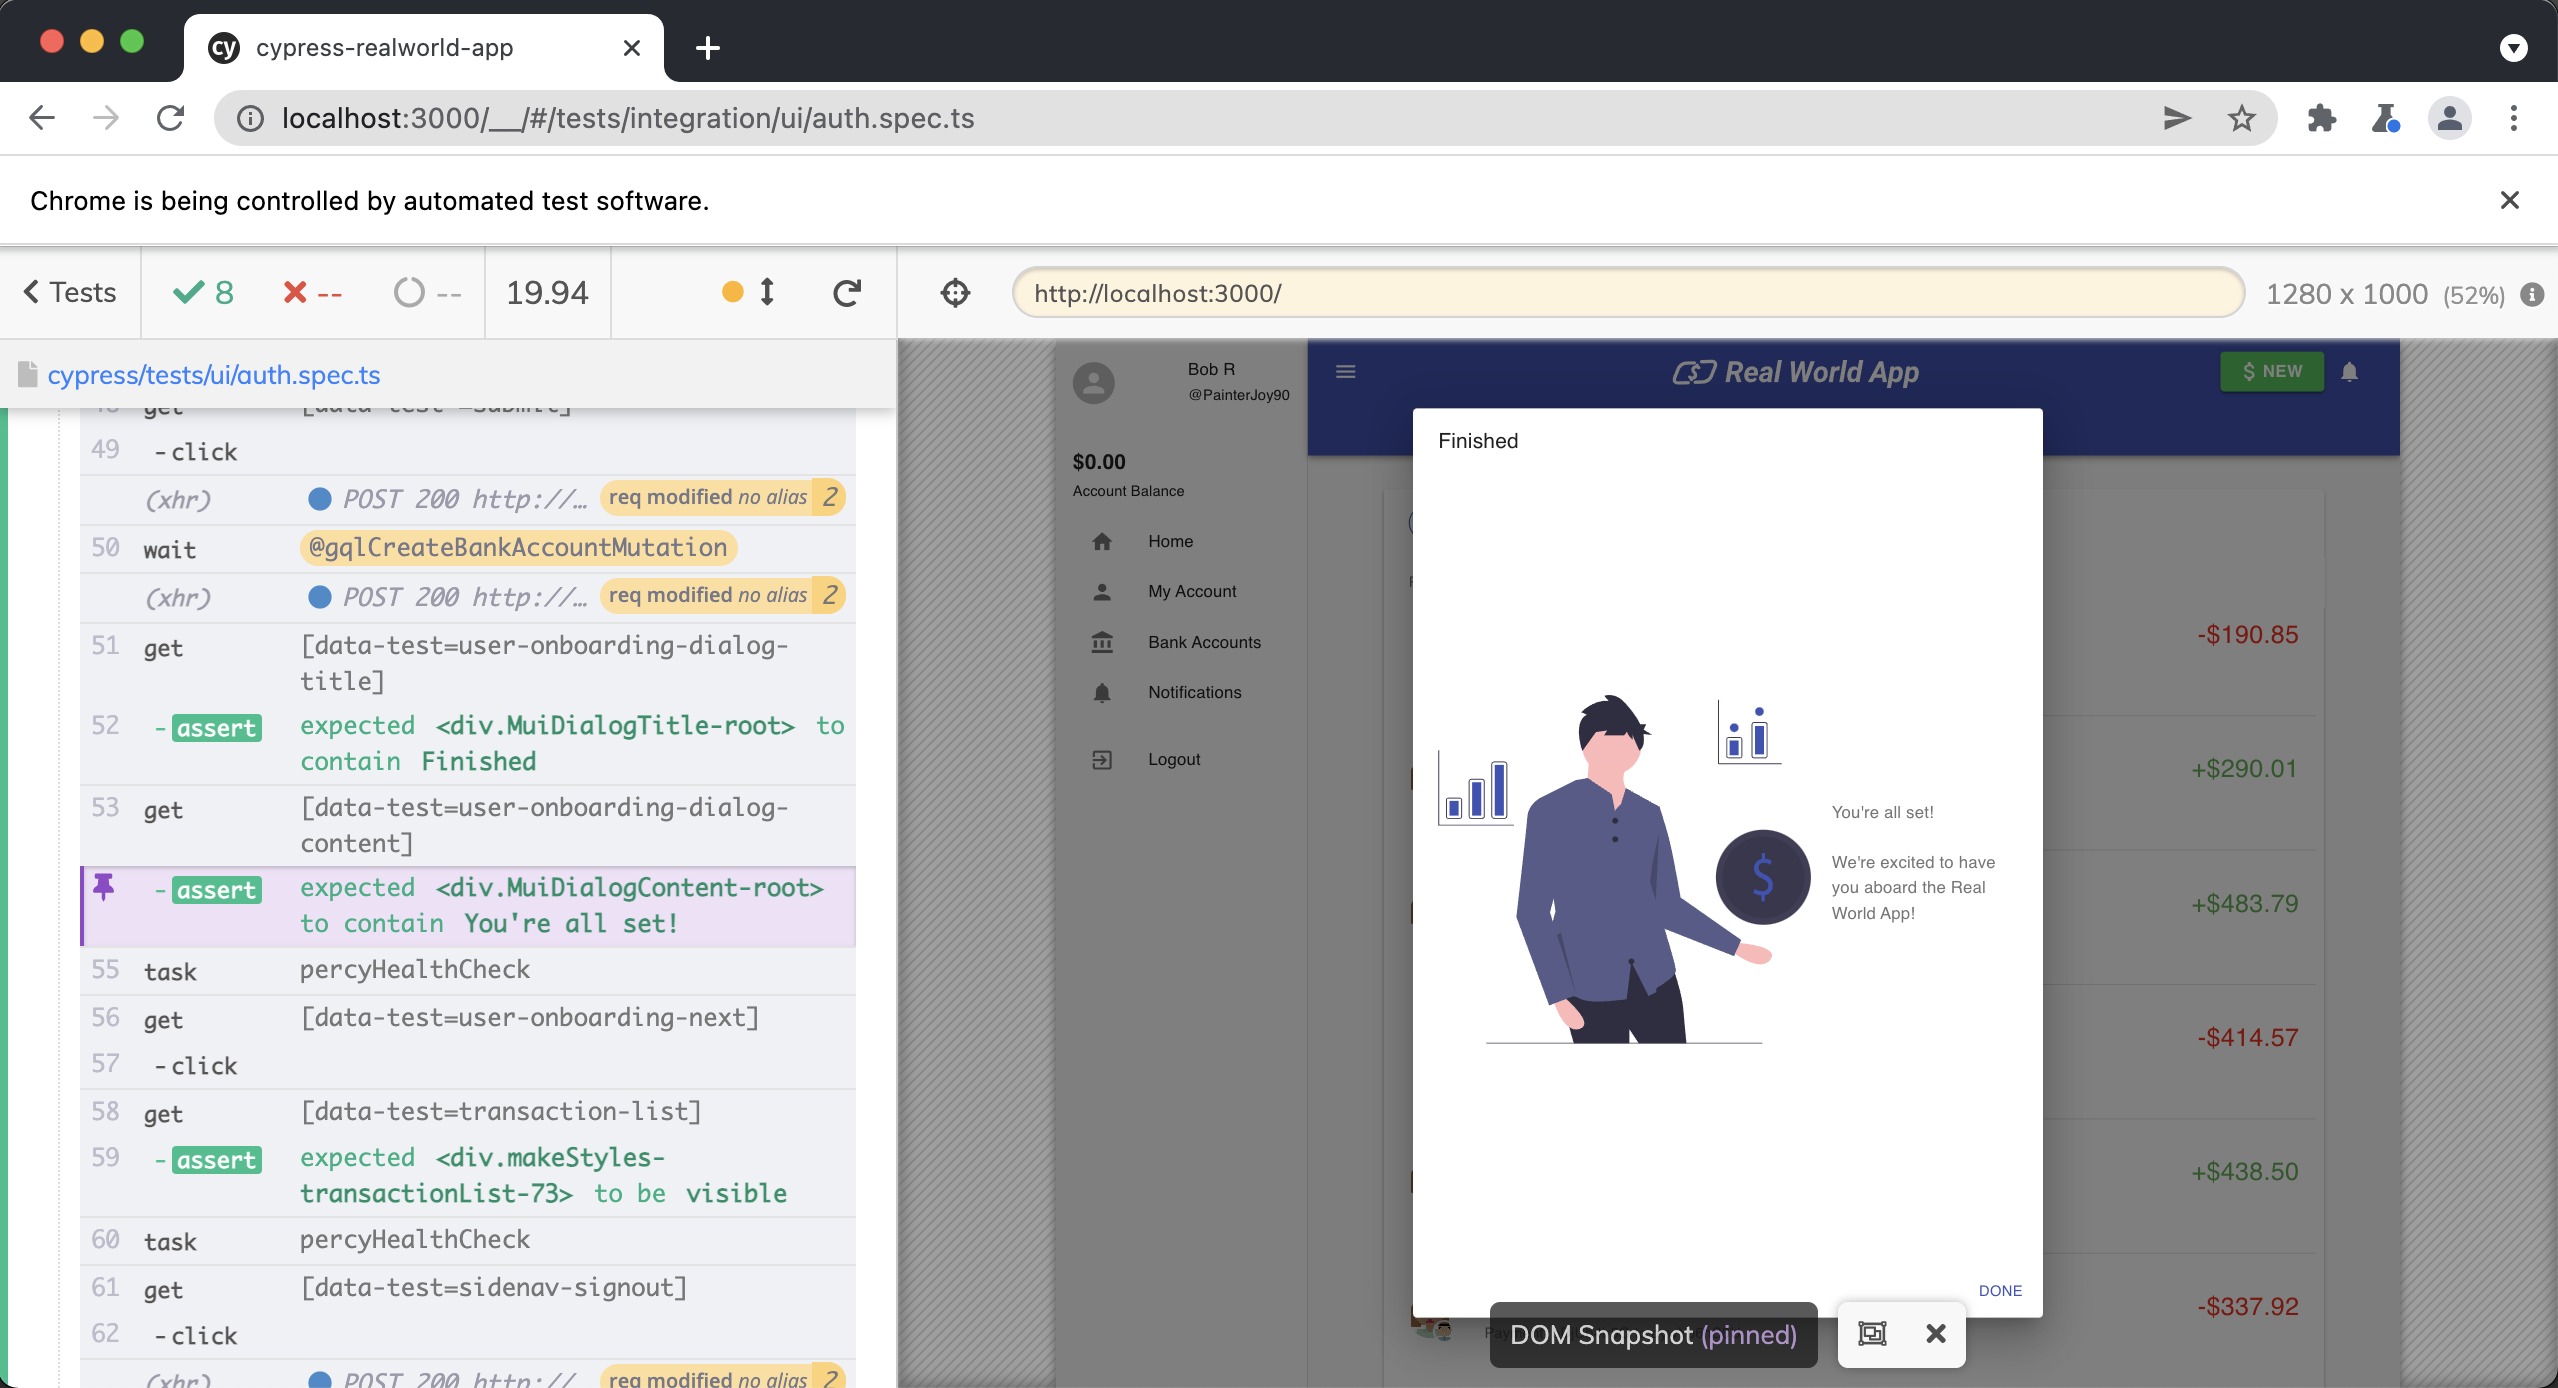 cy cypress-realworld-app
localhost:3000/__/#/tests/integration/ui/auth.spec.ts
Chrome is being controlled by automated test software.
Tests 8 -- -- 19.94
http://localhost:3000/ 1280 x 1000 (52%)
cypress/tests/ui/auth.spec.ts
get
49 -click
(xhr) POST 200 http://… req modified no alias 2
50 wait @gqlCreateBankAccountMutation
(xhr) POST 200 http://… req modified no alias 2
51 get [data-test=user-onboarding-dialog-
title]
52 -assert expected <div.MuiDialogTitle-root> to
contain Finished
53 get [data-test=user-onboarding-dialog-
content]
-assert expected <div.MuiDialogContent-root>
to contain You're all set!
55 task percyHealthCheck
56 get [data-test=user-onboarding-next]
57 -click
58 get [data-test=transaction-list]
59 -assert expected <div.makeStyles-
transactionList-73> to be visible
60 task percyHealthCheck
61 get [data-test=sidenav-signout]
62 -click
(xhr) POST 200 http:// req modified no alias 2
Bob R
@PainterJoy90
$0.00
Account Balance
Home
My Account
Bank Accounts
Notifications
Logout
Real World App
$ NEW
Finished
$
You're all set!
We're excited to have
you aboard the Real
World App!
DONE
-$190.85
+$290.01
+$483.79
-$414.57
+$438.50
-$337.92
DOM Snapshot (pinned)